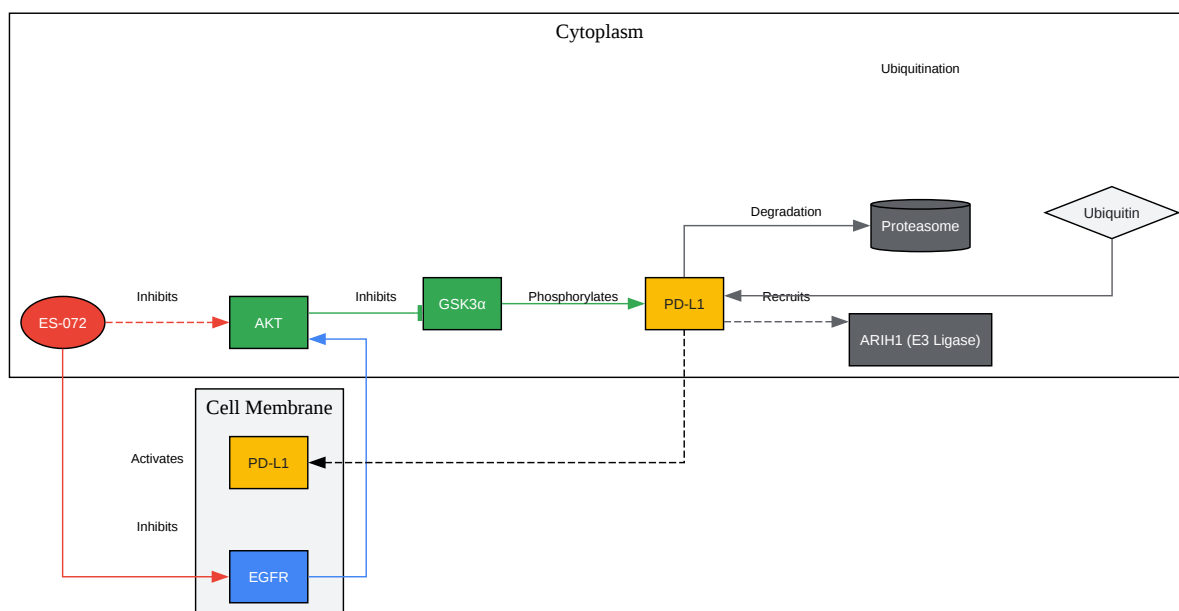 Cytoplasm
Ubiquitination
Degradation
Proteasome
Ubiquitin
Inhibits
Inhibits
GSK3α
Phosphorylates
PD-L1
Recruits
ES-072
AKT
ARIH1 (E3 Ligase)
Cell Membrane
Activates
PD-L1
Inhibits
EGFR